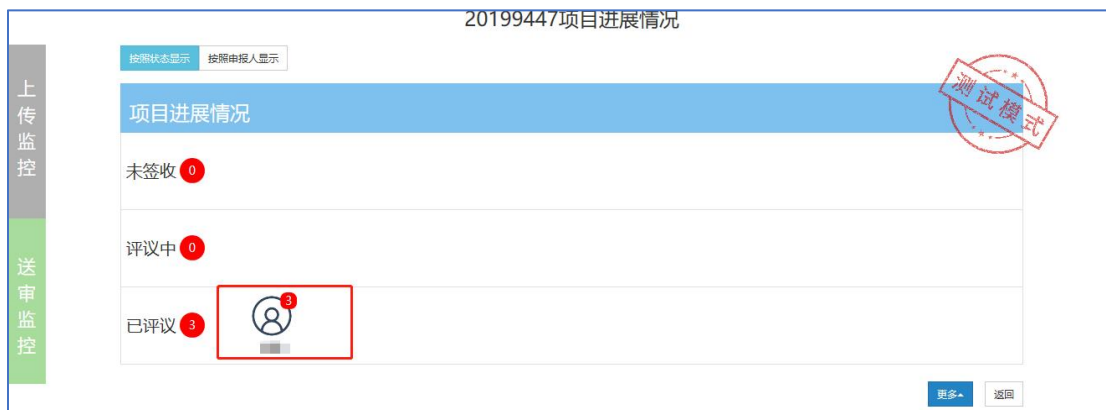 20199447项目进展情况
上传监控
送审监控
按照状态显示 按照申报人显示
项目进展情况
测试模式
未签收 0
评议中 0
已评议 3
3
更多 返回